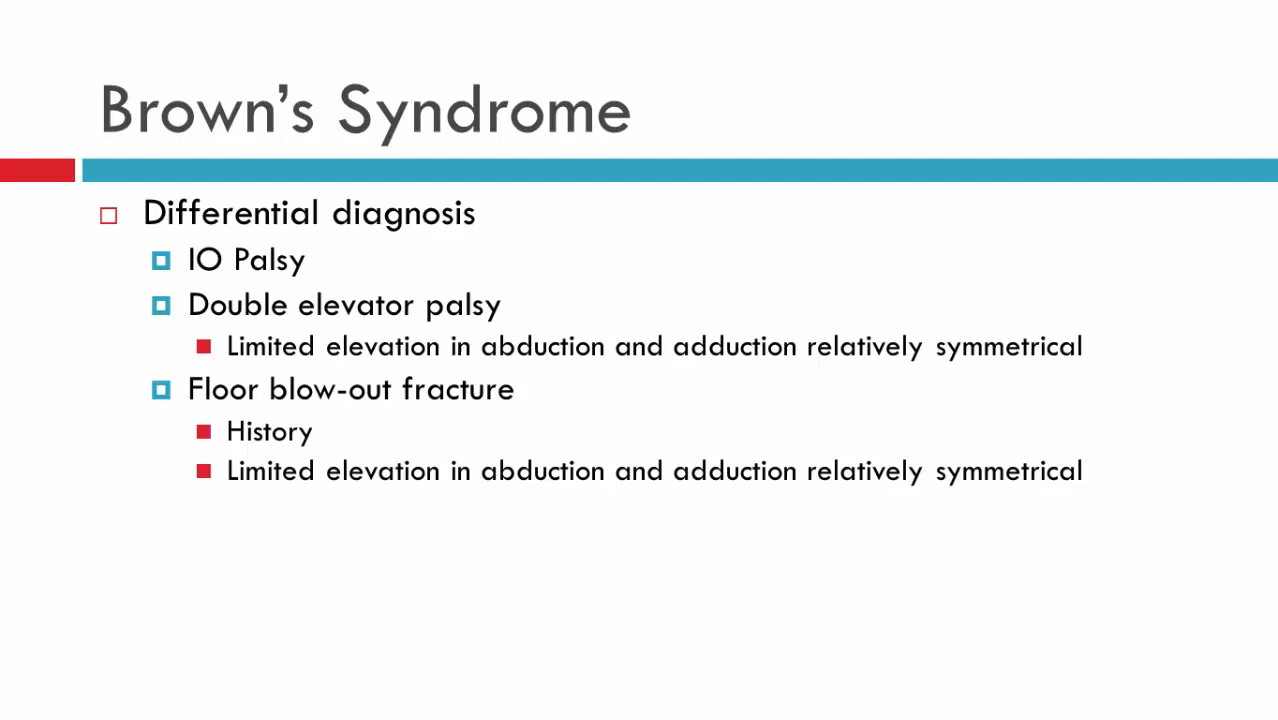 Brown’s Syndrome
Differential diagnosis
IO Palsy
Double elevator palsy
Limited elevation in abduction and adduction relatively symmetrical
Floor blow-out fracture
History
Limited elevation in abduction and adduction relatively symmetrical